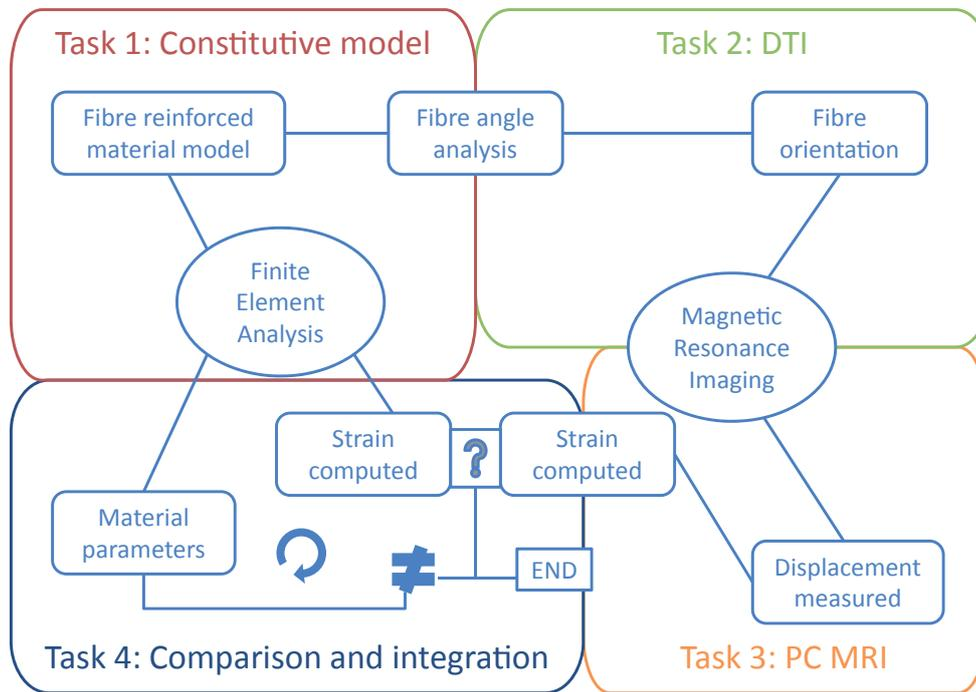 Task 1: Constitutive model
Task 2: DTI
Fibre reinforced
material model
Fibre angle
analysis
Fibre
orientation
Finite
Element
Analysis
Magnetic
Resonance
Imaging
Strain
computed
?
Strain
computed
Material
parameters
≠
END
Displacement
measured
Task 4: Comparison and integration
Task 3: PC MRI